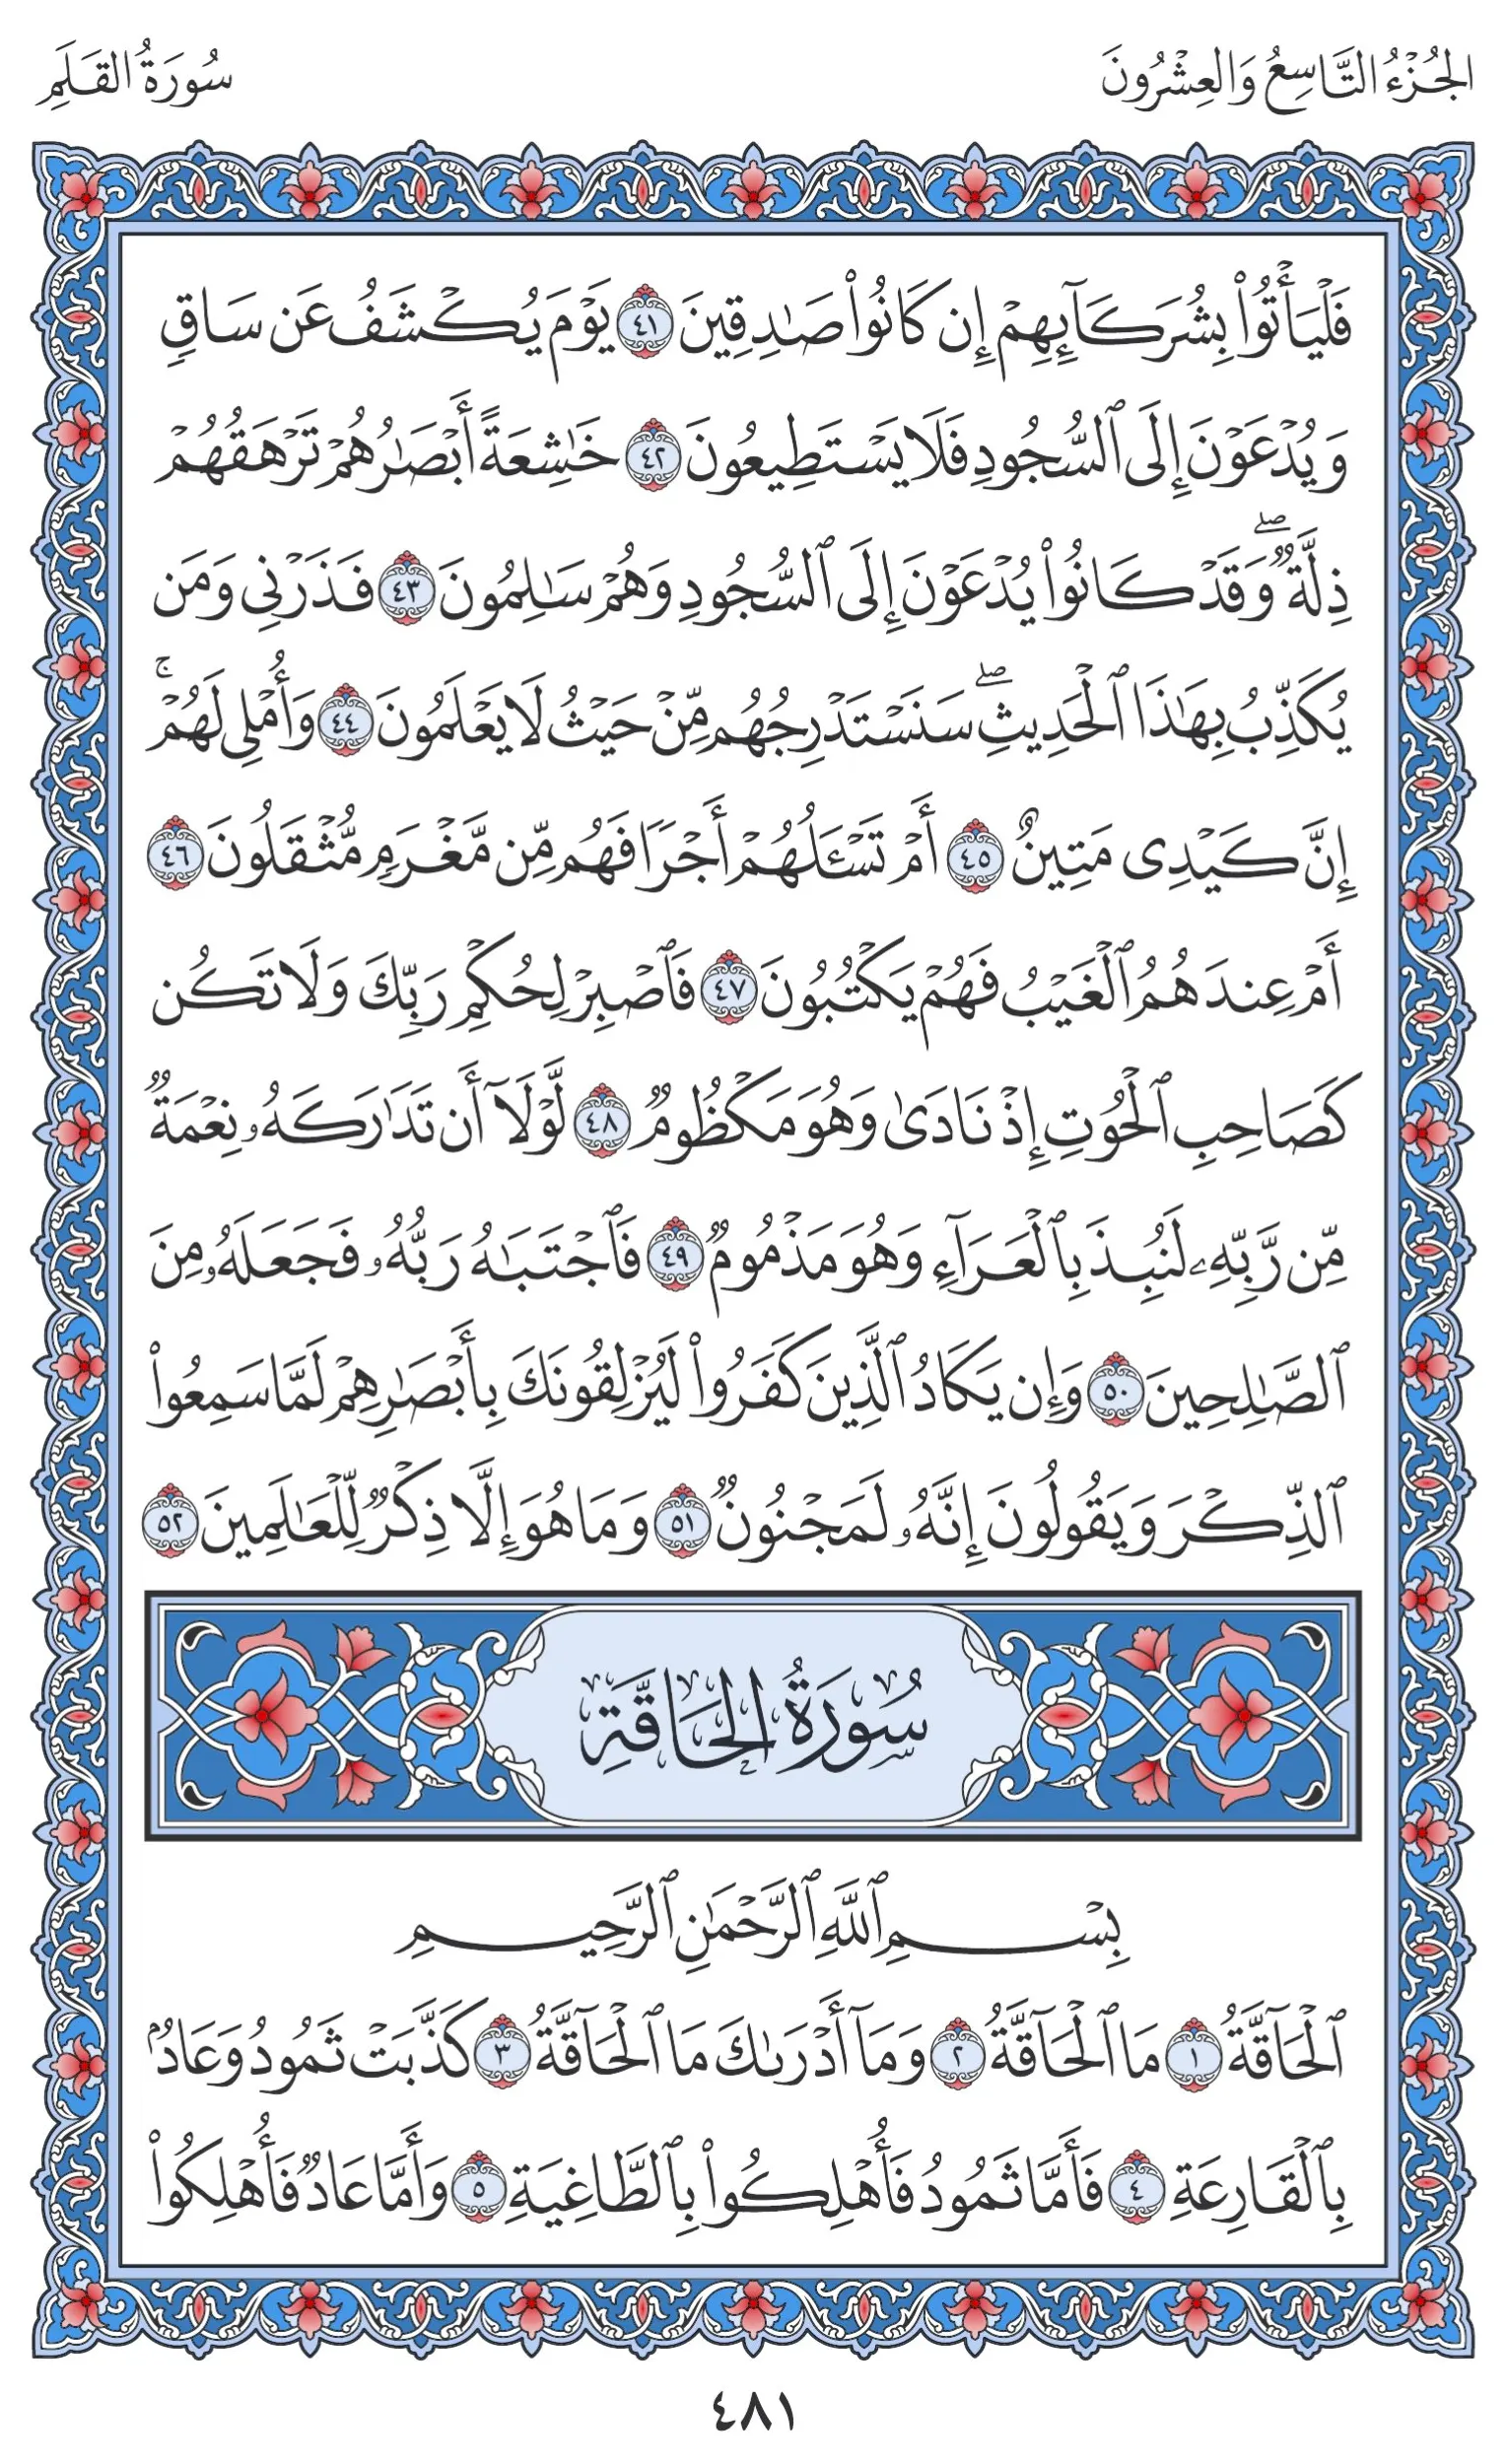 الجُزْءُ التَّاسِعُ وَالعِشْرُونَ
سُورَةُ القَلَمِ
فَلْيَأْتُوا۟ بِشُرَكَآئِهِمْ إِن كَانُوا۟ صَـٰدِقِينَ ٤١ يَوْمَ يُكْشَفُ عَن سَاقٍ
وَيُدْعَوْنَ إِلَى ٱلسُّجُودِ فَلَا يَسْتَطِيعُونَ ٤٢ خَـٰشِعَةً أَبْصَـٰرُهُمْ تَرْهَقُهُمْ
ذِلَّةٌۖ وَقَدْ كَانُوا۟ يُدْعَوْنَ إِلَى ٱلسُّجُودِ وَهُمْ سَـٰلِمُونَ ٤٣ فَذَرْنِى وَمَن
يُكَذِّبُ بِهَـٰذَا ٱلْحَدِيثِۖ سَنَسْتَدْرِجُهُم مِّنْ حَيْثُ لَا يَعْلَمُونَ ٤٤ وَأُمْلِى لَهُمْۚ
إِنَّ كَيْدِى مَتِينٌ ٤٥ أَمْ تَسْـَٔلُهُمْ أَجْرًا فَهُم مِّن مَّغْرَمٍ مُّثْقَلُونَ ٤٦
أَمْ عِندَهُمُ ٱلْغَيْبُ فَهُمْ يَكْتُبُونَ ٤٧ فَٱصْبِرْ لِحُكْمِ رَبِّكَ وَلَا تَكُن
كَصَاحِبِ ٱلْحُوتِ إِذْ نَادَىٰ وَهُوَ مَكْظُومٌ ٤٨ لَّوْلَآ أَن تَدَٰرَكَهُۥ نِعْمَةٌ
مِّن رَّبِّهِۦ لَنُبِذَ بِٱلْعَرَآءِ وَهُوَ مَذْمُومٌ ٤٩ فَٱجْتَبَـٰهُ رَبُّهُۥ فَجَعَلَهُۥ مِنَ
ٱلصَّـٰلِحِينَ ٥٠ وَإِن يَكَادُ ٱلَّذِينَ كَفَرُوا۟ لَيُزْلِقُونَكَ بِأَبْصَـٰرِهِمْ لَمَّا سَمِعُوا۟
ٱلذِّكْرَ وَيَقُولُونَ إِنَّهُۥ لَمَجْنُونٌ ٥١ وَمَا هُوَ إِلَّا ذِكْرٌ لِّلْعَـٰلَمِينَ ٥٢
سُورَةُ الحَاقَّةِ
بِسْمِ ٱللَّهِ ٱلرَّحْمَـٰنِ ٱلرَّحِيمِ
ٱلْحَآقَّةُ ١ مَا ٱلْحَآقَّةُ ٢ وَمَآ أَدْرَىٰكَ مَا ٱلْحَآقَّةُ ٣ كَذَّبَتْ ثَمُودُ وَعَادٌۢ
بِٱلْقَارِعَةِ ٤ فَأَمَّا ثَمُودُ فَأُهْلِكُوا۟ بِٱلطَّاغِيَةِ ٥ وَأَمَّا عَادٌ فَأُهْلِكُوا۟
٤٨١